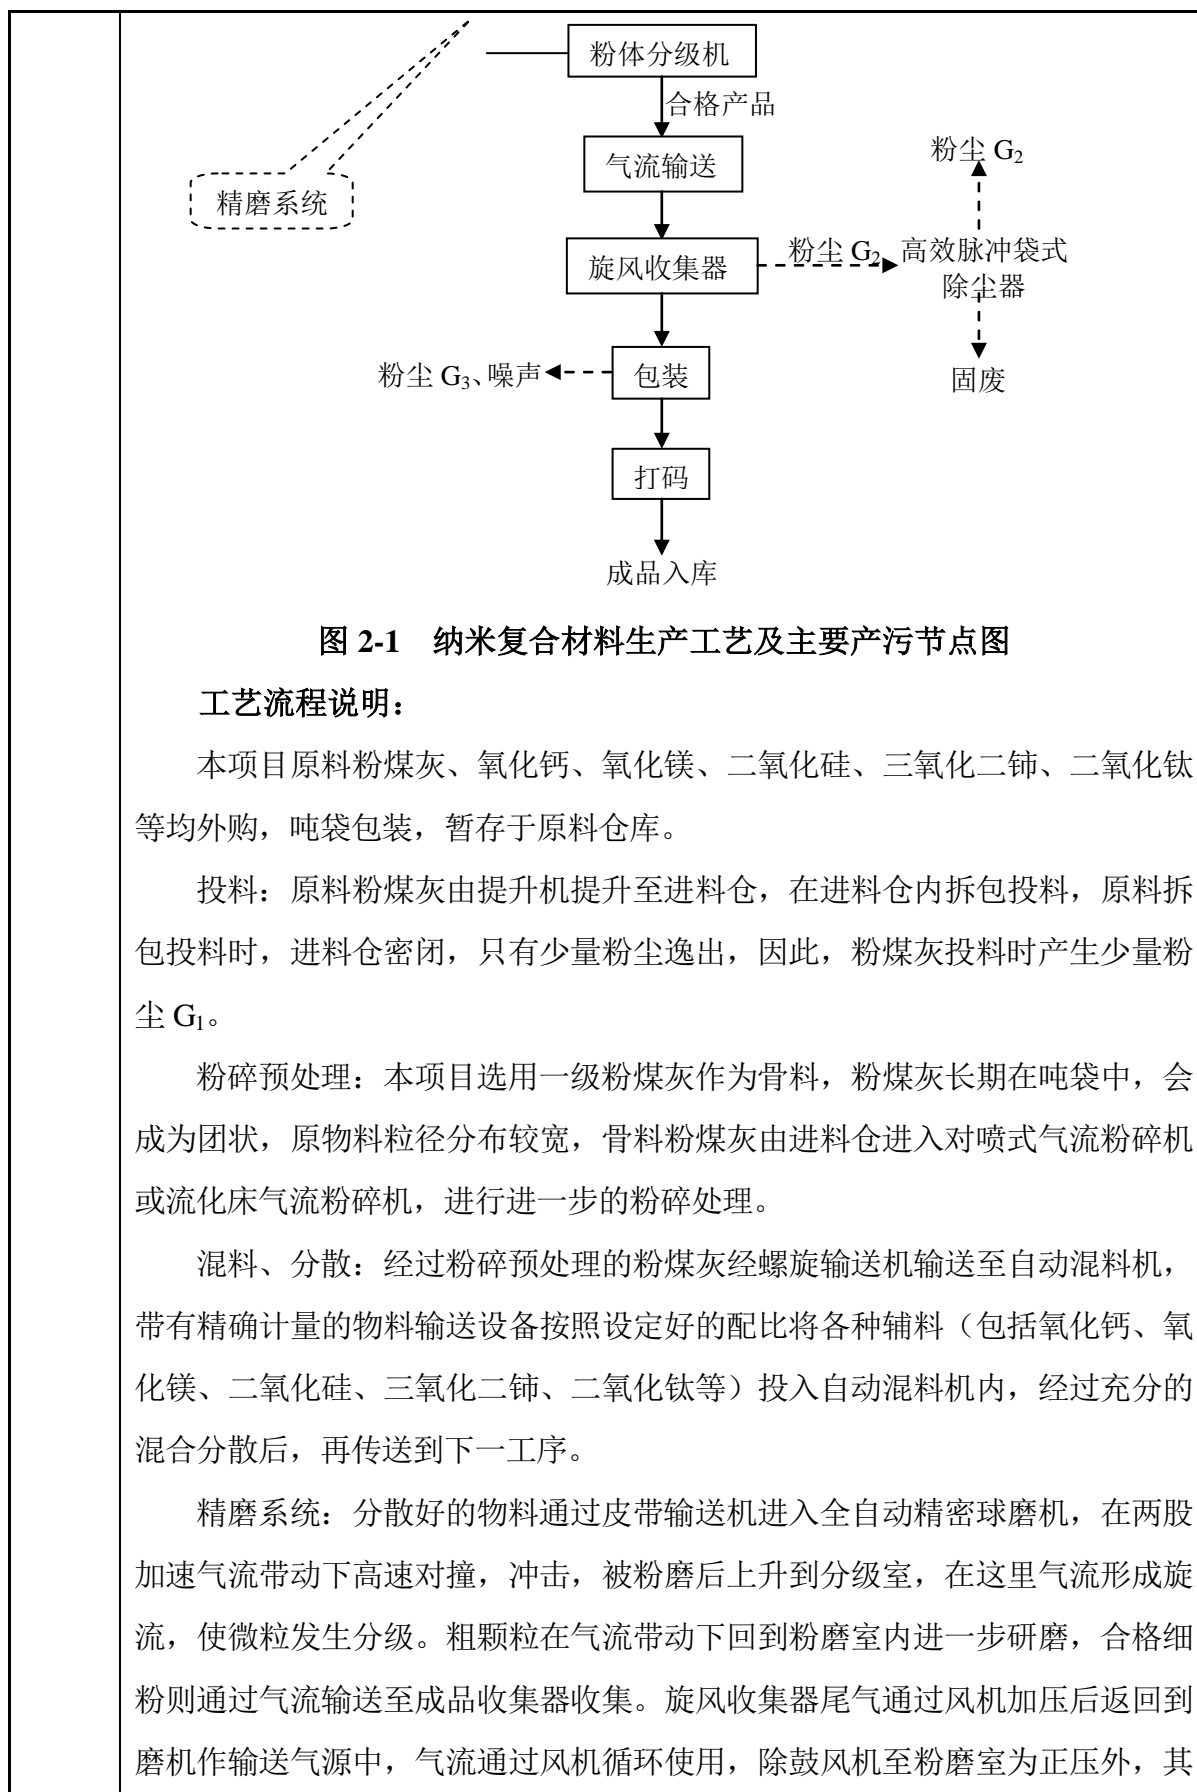 粉体分级机
合格产品
气流输送
粉尘 G₂
精磨系统
旋风收集器
粉尘 G₂
高效脉冲袋式
除尘器
粉尘 G₃、噪声
包装
固废
打码
成品入库
图 2-1 纳米复合材料生产工艺及主要产污节点图
工艺流程说明：
本项目原料粉煤灰、氧化钙、氧化镁、二氧化硅、三氧化二铈、二氧化钛
等均外购，吨袋包装，暂存于原料仓库。
投料：原料粉煤灰由提升机提升至进料仓，在进料仓内拆包投料，原料拆
包投料时，进料仓密闭，只有少量粉尘逸出，因此，粉煤灰投料时产生少量粉
尘 G₁。
粉碎预处理：本项目选用一级粉煤灰作为骨料，粉煤灰长期在吨袋中，会
成为团状，原物料粒径分布较宽，骨料粉煤灰由进料仓进入对喷式气流粉碎机
或流化床气流粉碎机，进行进一步的粉碎处理。
混料、分散：经过粉碎预处理的粉煤灰经螺旋输送机输送至自动混料机，
带有精确计量的物料输送设备按照设定好的配比将各种辅料（包括氧化钙、氧
化镁、二氧化硅、三氧化二铈、二氧化钛等）投入自动混料机内，经过充分的
混合分散后，再传送到下一工序。
精磨系统：分散好的物料通过皮带输送机进入全自动精密球磨机，在两股
加速气流带动下高速对撞，冲击，被粉磨后上升到分级室，在这里气流形成旋
流，使微粒发生分级。粗颗粒在气流带动下回到粉磨室内进一步研磨，合格细
粉则通过气流输送至成品收集器收集。旋风收集器尾气通过风机加压后返回到
磨机作输送气源中，气流通过风机循环使用，除鼓风机至粉磨室为正压外，其